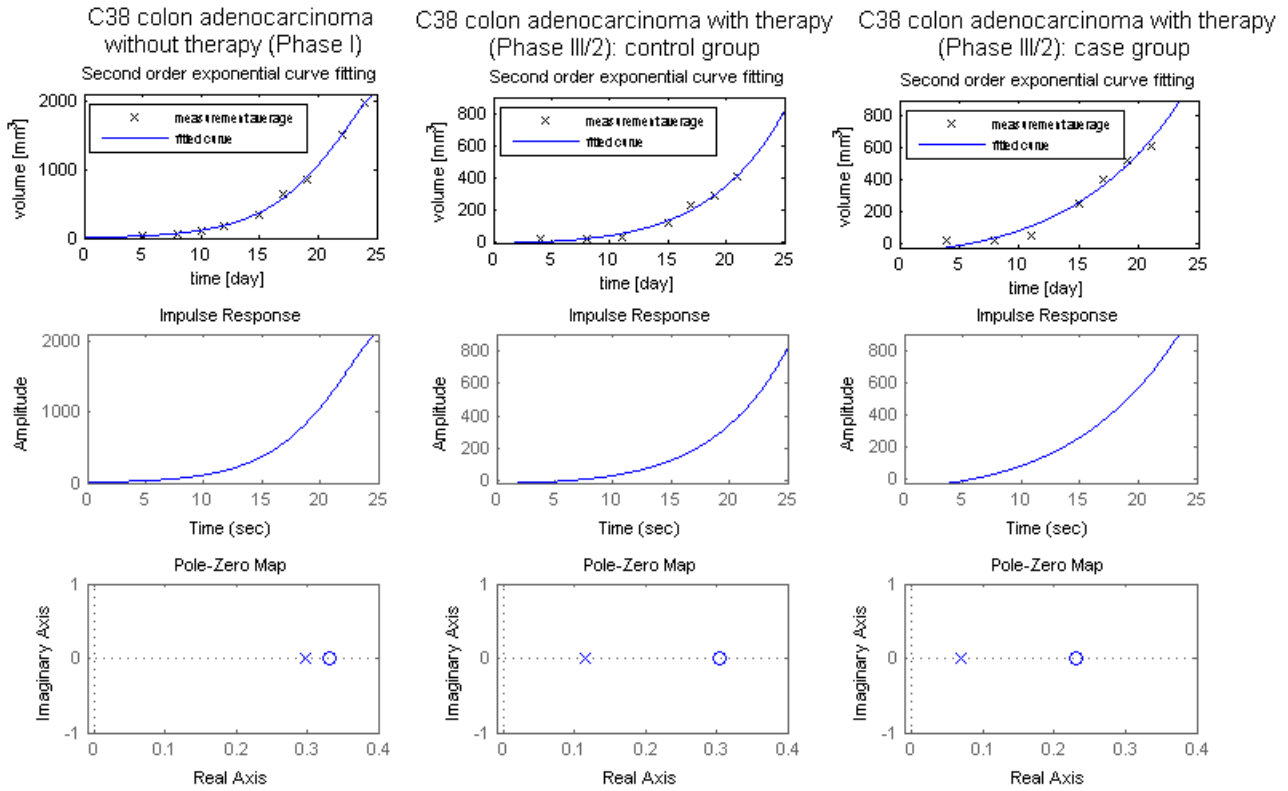 C38 colon adenocarcinoma
without therapy (Phase I)
Second order exponential curve fitting
2000
1000
0
volume [mm³]
× measurement average
fitted curve
0 5 10 15 20 25
time [day]
C38 colon adenocarcinoma with therapy
(Phase III/2): control group
Second order exponential curve fitting
800
600
400
200
0
volume [mm³]
× measurement average
fitted curve
0 5 10 15 20 25
time [day]
C38 colon adenocarcinoma with therapy
(Phase III/2): case group
Second order exponential curve fitting
800
600
400
200
0
volume [mm³]
× measurement average
fitted curve
0 5 10 15 20 25
time [day]
Impulse Response
2000
1000
0
Amplitude
0 5 10 15 20 25
Time (sec)
Impulse Response
800
600
400
200
0
Amplitude
0 5 10 15 20 25
Time (sec)
Impulse Response
800
600
400
200
0
Amplitude
0 5 10 15 20 25
Time (sec)
Pole-Zero Map
1
0
-1
Imaginary Axis
0 0.1 0.2 0.3 0.4
Real Axis
Pole-Zero Map
1
0
-1
Imaginary Axis
0 0.1 0.2 0.3 0.4
Real Axis
Pole-Zero Map
1
0
-1
Imaginary Axis
0 0.1 0.2 0.3 0.4
Real Axis